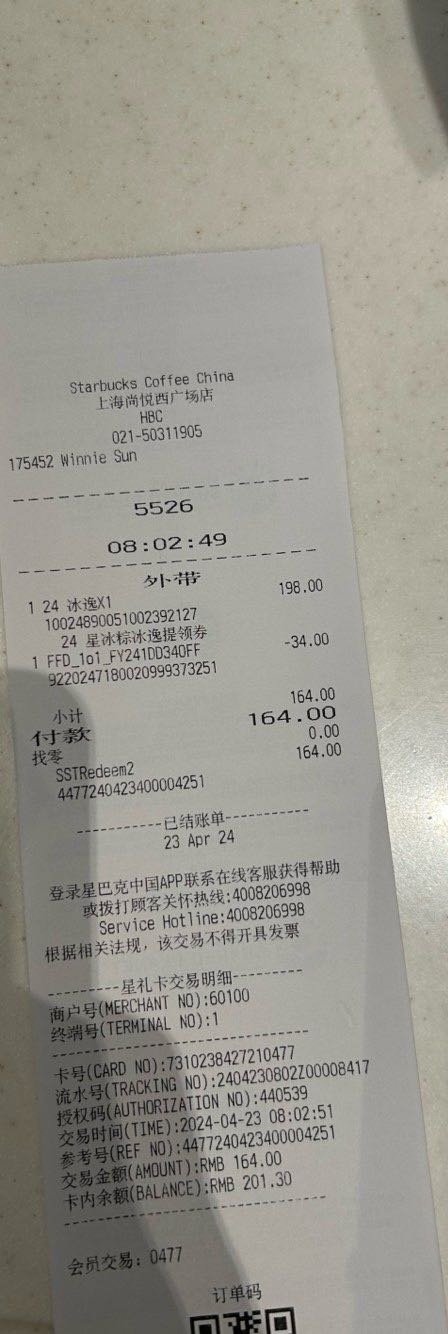 Starbucks Coffee China
上海尚悦西广场店
HBC
021-50311905
175452 Winnie Sun
5526
08:02:49
外带
1 24 冰逸X1 198.00
10024890051002392127
24 星冰粽冰逸提领券
1 FFD_1o1_FY241DD340FF -34.00
9220247180020999373251
小计 164.00
付款 164.00
找零 0.00
SSTRedeem2 164.00
4477240423400004251
-----------已结账单-----------
23 Apr 24
登录星巴克中国APP联系在线客服获得帮助
或拨打顾客关怀热线:4008206998
Service Hotline:4008206998
根据相关法规，该交易不得开具发票
---------星礼卡交易明细---------
商户号(MERCHANT NO):60100
终端号(TERMINAL NO):1
卡号(CARD NO):7310238427210477
流水号(TRACKING NO):2404230802Z00008417
授权码(AUTHORIZATION NO):440539
交易时间(TIME):2024-04-23 08:02:51
参考号(REF NO):4477240423400004251
交易金额(AMOUNT):RMB 164.00
卡内余额(BALANCE):RMB 201.30
会员交易: 0477
订单码